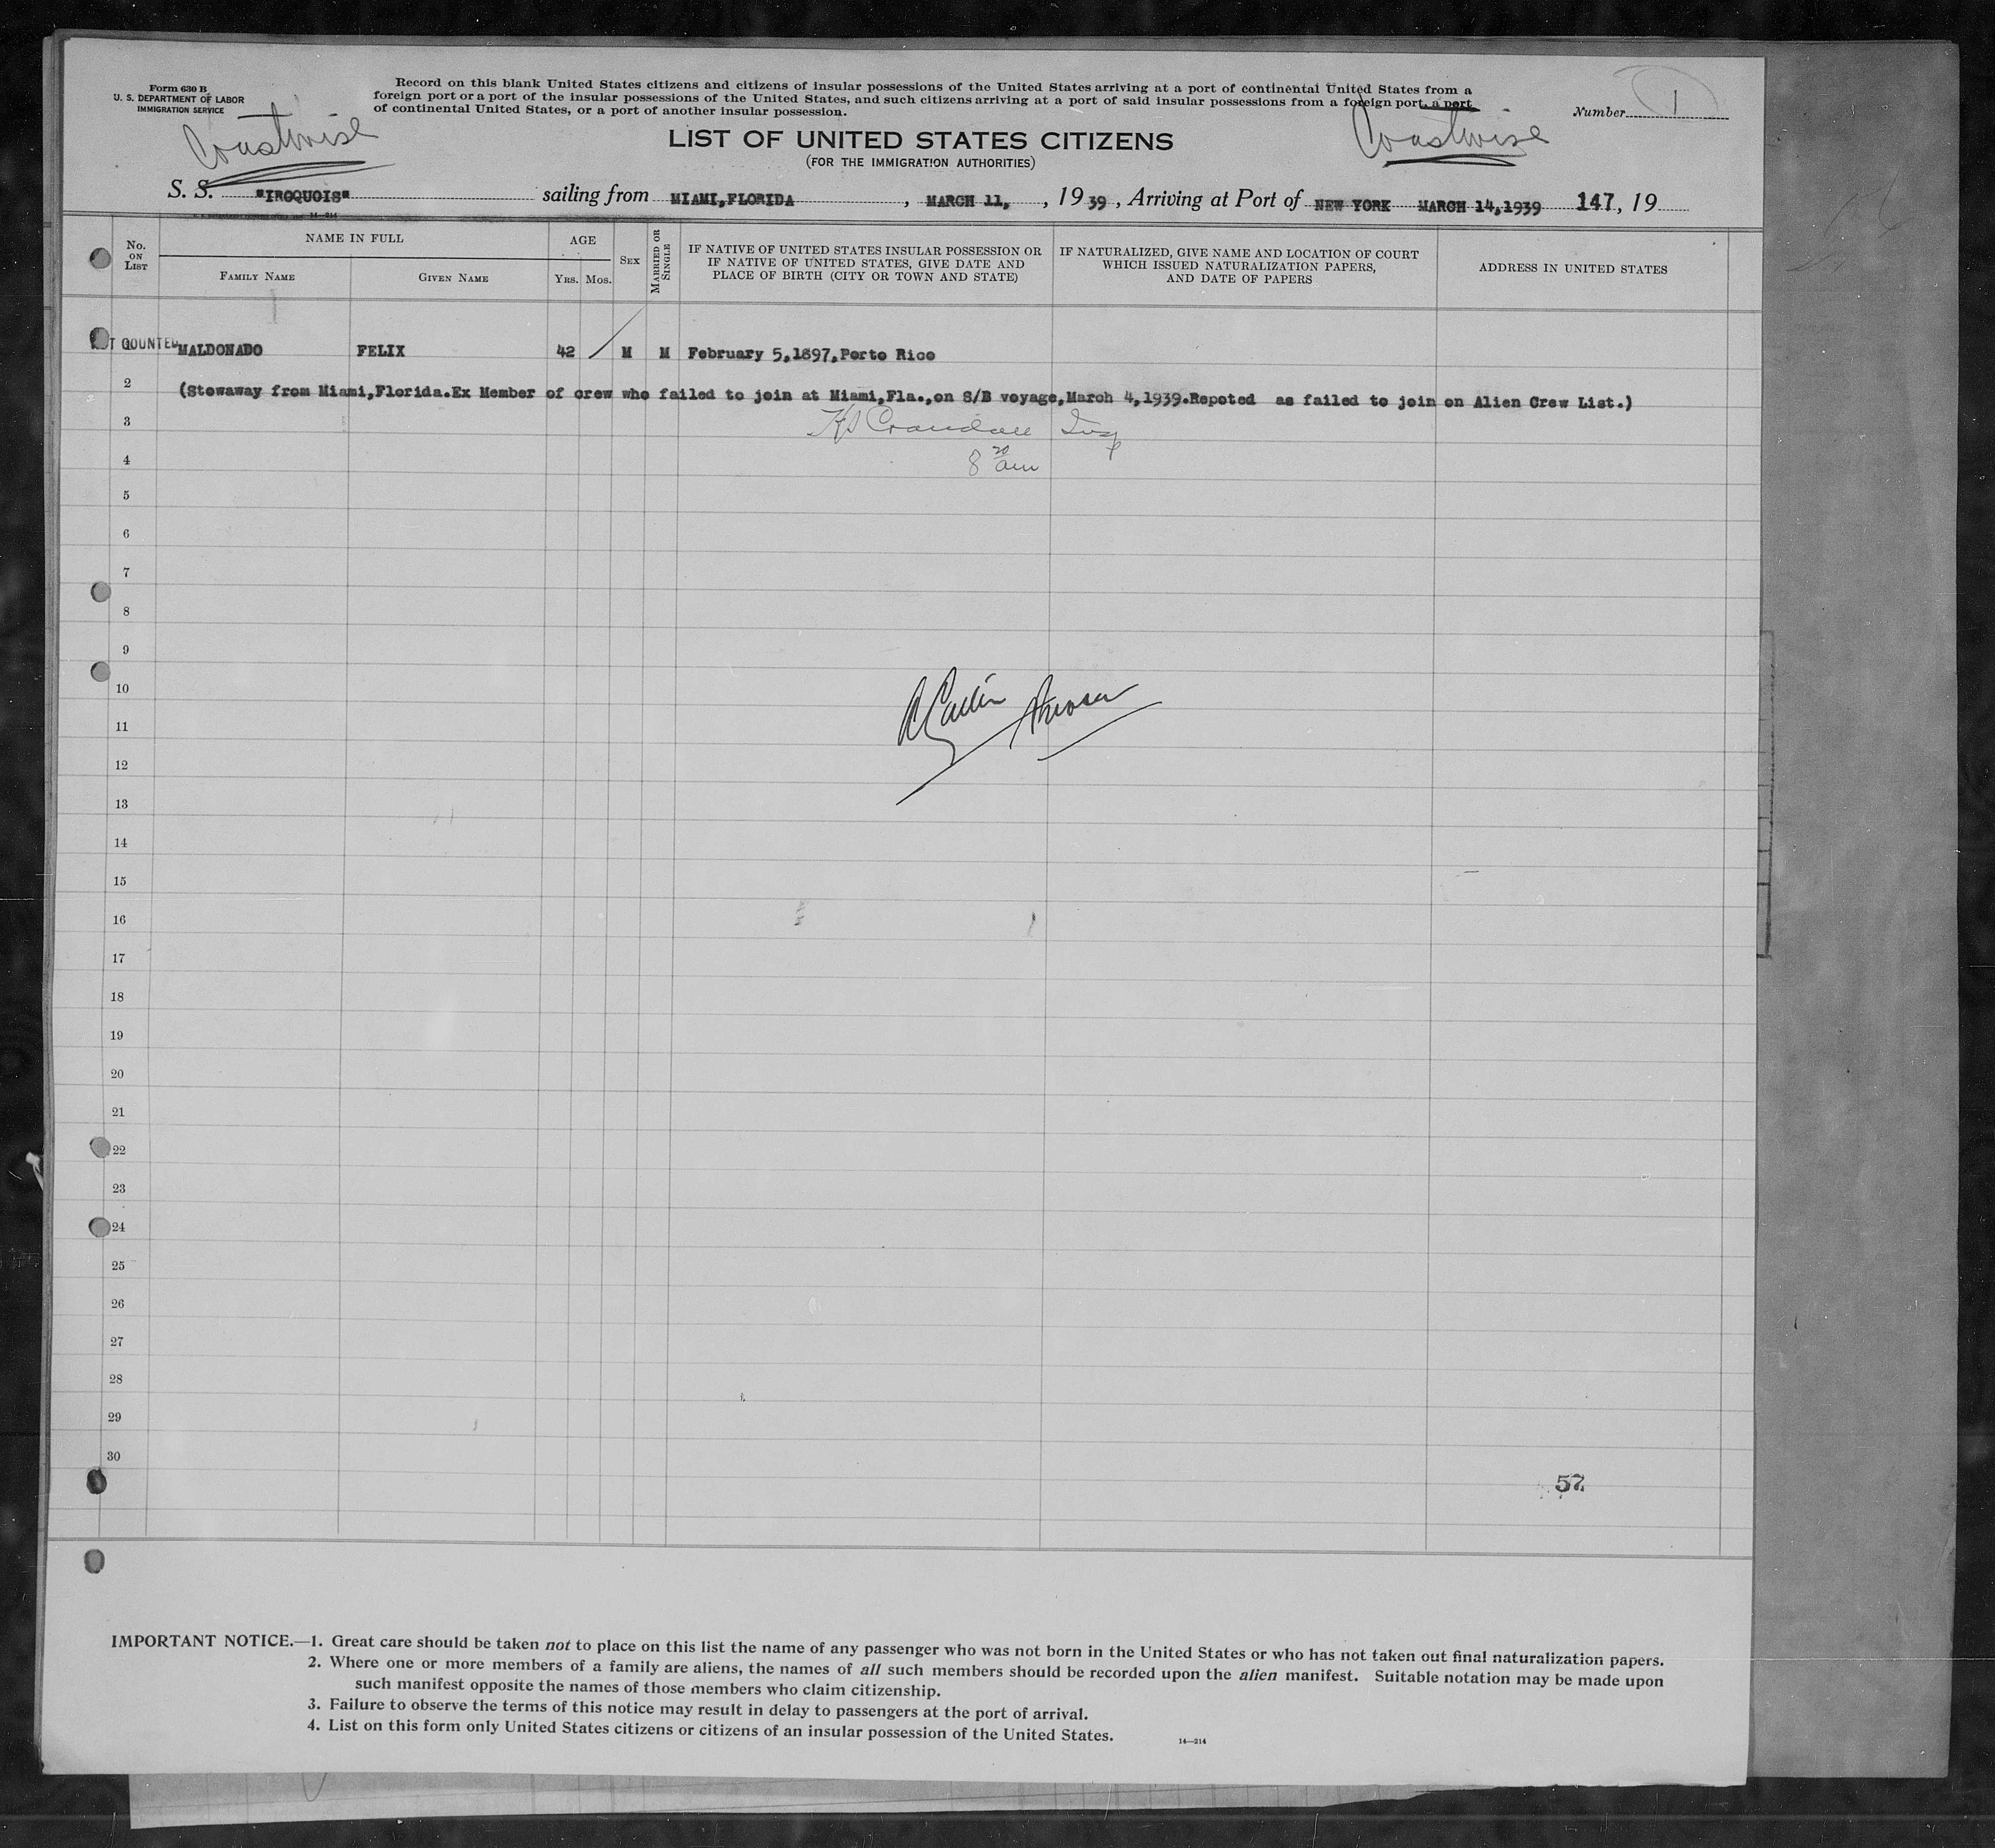 Form 630 B
U. S. DEPARTMENT OF LABOR
IMMIGRATION SERVICE
Record on this blank United States citizens and citizens of insular possessions of the United States arriving at a port of continental United States from a
foreign port or a port of the insular possessions of the United States, and such citizens arriving at a port of said insular possessions from a foreign port, a port
of continental United States, or a port of another insular possession.
Number 1
Coastwise
Coastwise
LIST OF UNITED STATES CITIZENS
(FOR THE IMMIGRATION AUTHORITIES)
S. S. "IROQUOIS" sailing from MIAMI,FLORIDA, MARCH 11, , 19 39, Arriving at Port of NEW YORK MARCH 14,1939 147, 19
14-214
No. ON LIST
NAME IN FULL
FAMILY NAME
GIVEN NAME
AGE
YRS. MOS.
SEX
MARRIED OR SINGLE
IF NATIVE OF UNITED STATES INSULAR POSSESSION OR
IF NATIVE OF UNITED STATES, GIVE DATE AND
PLACE OF BIRTH (CITY OR TOWN AND STATE)
IF NATURALIZED, GIVE NAME AND LOCATION OF COURT
WHICH ISSUED NATURALIZATION PAPERS,
AND DATE OF PAPERS
ADDRESS IN UNITED STATES
T COUNTED MALDONADO FELIX 42 M M February 5,1897,Porto Rico
2 (Stowaway from Miami,Florida.Ex Member of crew who failed to join at Miami,Fla.,on S/B voyage,March 4,1939.Repoted as failed to join on Alien Crew List.)
3 Crandall Insp
4 8 20 am
5
6
7
8
9
10
11
12
13
14
15
16
17
18
19
20
21
22
23
24
25
26
27
28
29
30
57
IMPORTANT NOTICE.—1. Great care should be taken not to place on this list the name of any passenger who was not born in the United States or who has not taken out final naturalization papers.
2. Where one or more members of a family are aliens, the names of all such members should be recorded upon the alien manifest. Suitable notation may be made upon
such manifest opposite the names of those members who claim citizenship.
3. Failure to observe the terms of this notice may result in delay to passengers at the port of arrival.
4. List on this form only United States citizens or citizens of an insular possession of the United States.
14—214